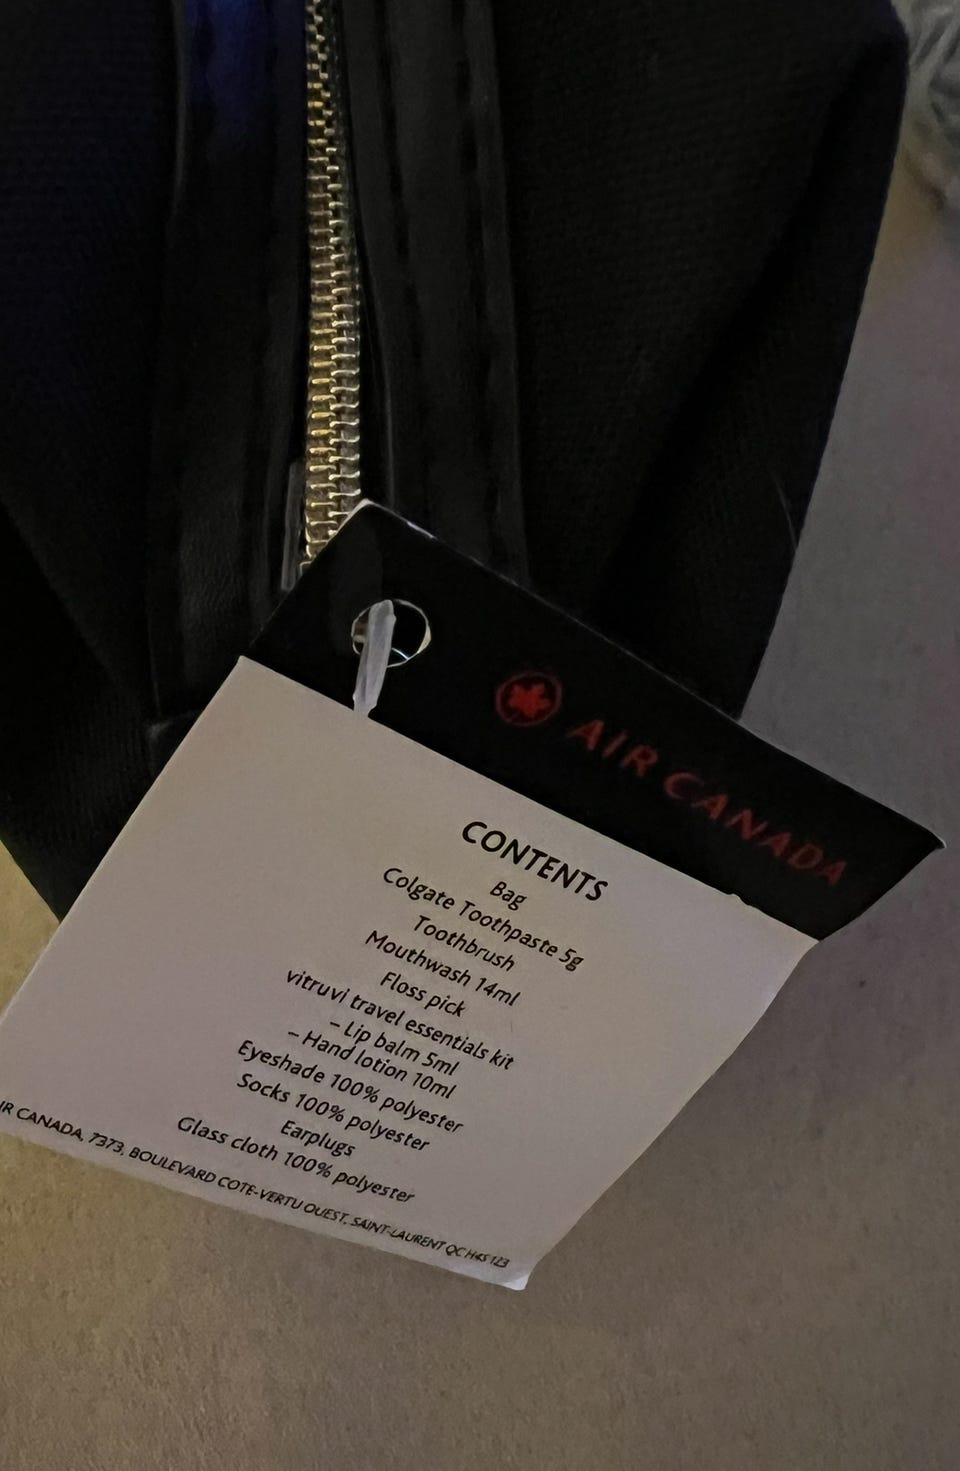 AIR CANADA
CONTENTS
Bag
Colgate Toothpaste 5g
Toothbrush
Mouthwash 14ml
Floss pick
vitruvi travel essentials kit
– Lip balm 5ml
– Hand lotion 10ml
Eyeshade 100% polyester
Socks 100% polyester
Earplugs
Glass cloth 100% polyester
IR CANADA, 7373, BOULEVARD COTE-VERTU OUEST, SAINT-LAURENT QC H4S 1Z3